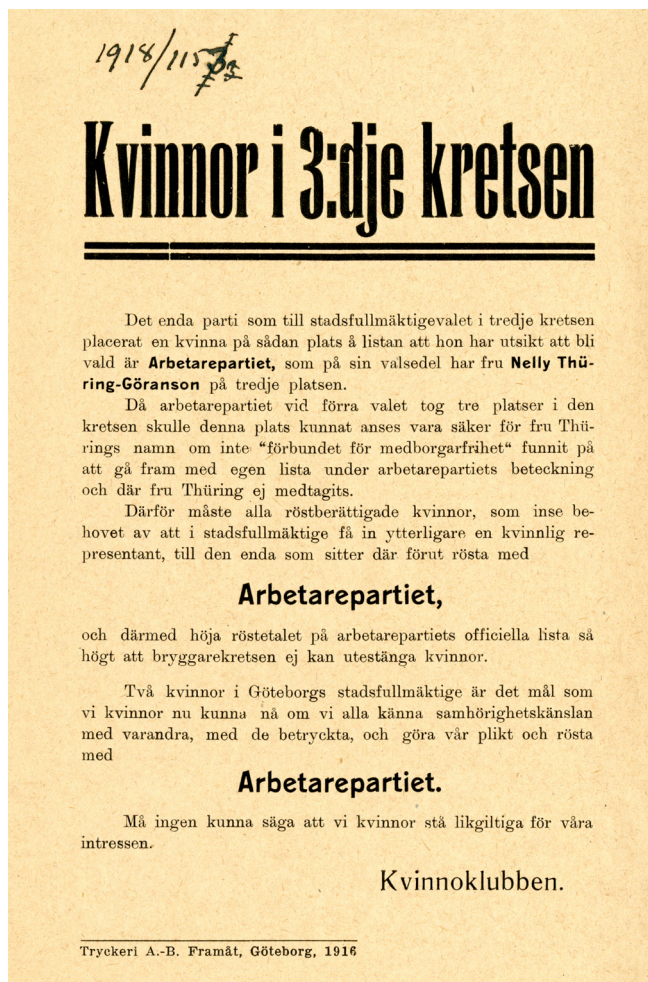 1918/115
Kvinnor i 3:dje kretsen
Det enda parti som till stadsfullmäktigevalet i tredje kretsen
placerat en kvinna på sådan plats å listan att hon har utsikt att bli
vald är Arbetarepartiet, som på sin valsedel har fru Nelly Thü-
ring-Göranson på tredje platsen.
Då arbetarepartiet vid förra valet tog tre platser i den
kretsen skulle denna plats kunnat anses vara säker för fru Thü-
rings namn om inte “förbundet för medborgarfrihet“ funnit på
att gå fram med egen lista under arbetarepartiets beteckning
och där fru Thüring ej medtagits.
Därför måste alla röstberättigade kvinnor, som inse be-
hovet av att i stadsfullmäktige få in ytterligare en kvinnlig re-
presentant, till den enda som sitter där förut rösta med
Arbetarepartiet,
och därmed höja röstetalet på arbetarepartiets officiella lista så
högt att bryggarekretsen ej kan utestänga kvinnor.
Två kvinnor i Göteborgs stadsfullmäktige är det mål som
vi kvinnor nu kunna nå om vi alla känna samhörighetskänslan
med varandra, med de betryckta, och göra vår plikt och rösta
med
Arbetarepartiet.
Må ingen kunna säga att vi kvinnor stå likgiltiga för våra
intressen.
Kvinnoklubben.
Tryckeri A.-B. Framåt, Göteborg, 1916